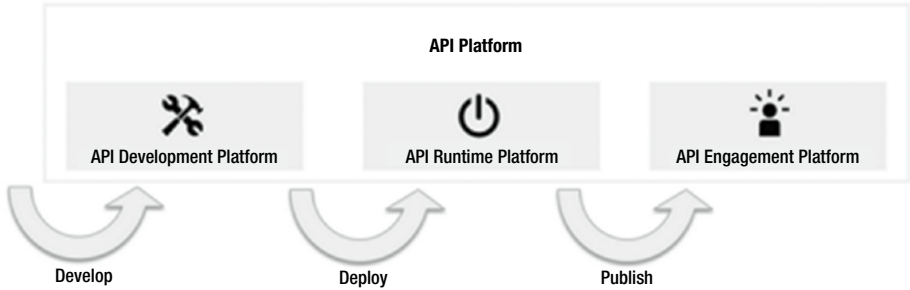 API Platform
API Development Platform
API Runtime Platform
API Engagement Platform
Develop
Deploy
Publish